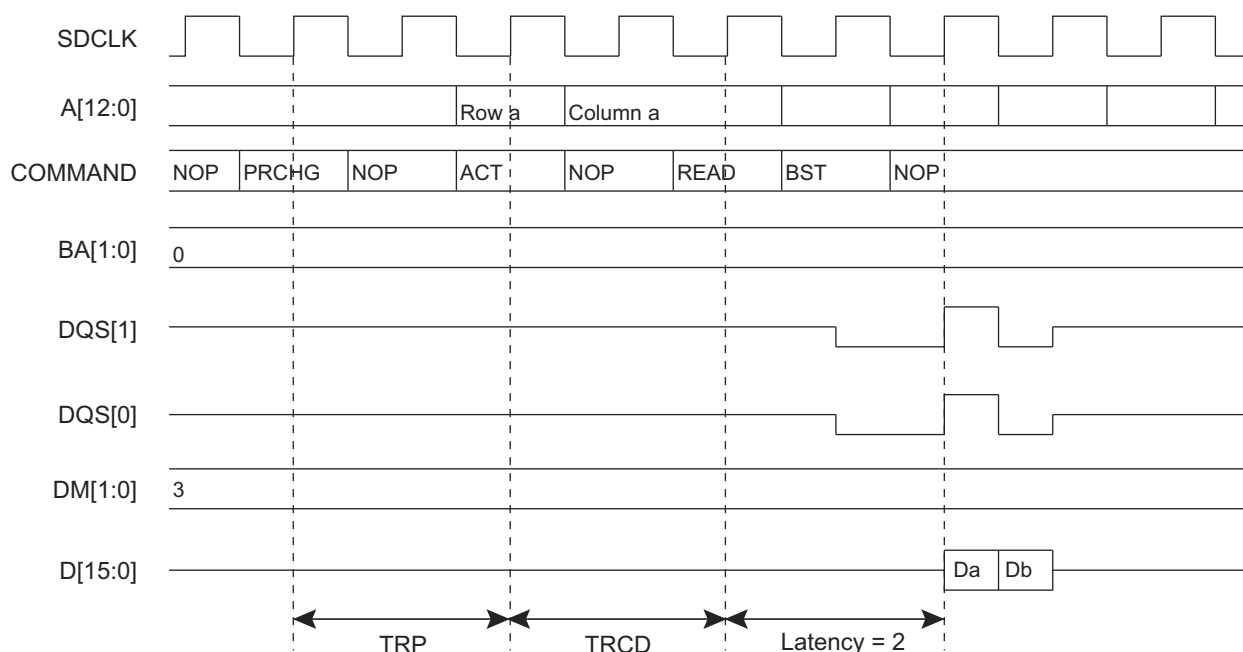 SDCLK
A[12:0] Row a Column a
COMMAND NOP PRCHG NOP ACT NOP READ BST NOP
BA[1:0] 0
DQS[1]
DQS[0]
DM[1:0] 3
D[15:0] Da Db
TRP TRCD Latency = 2